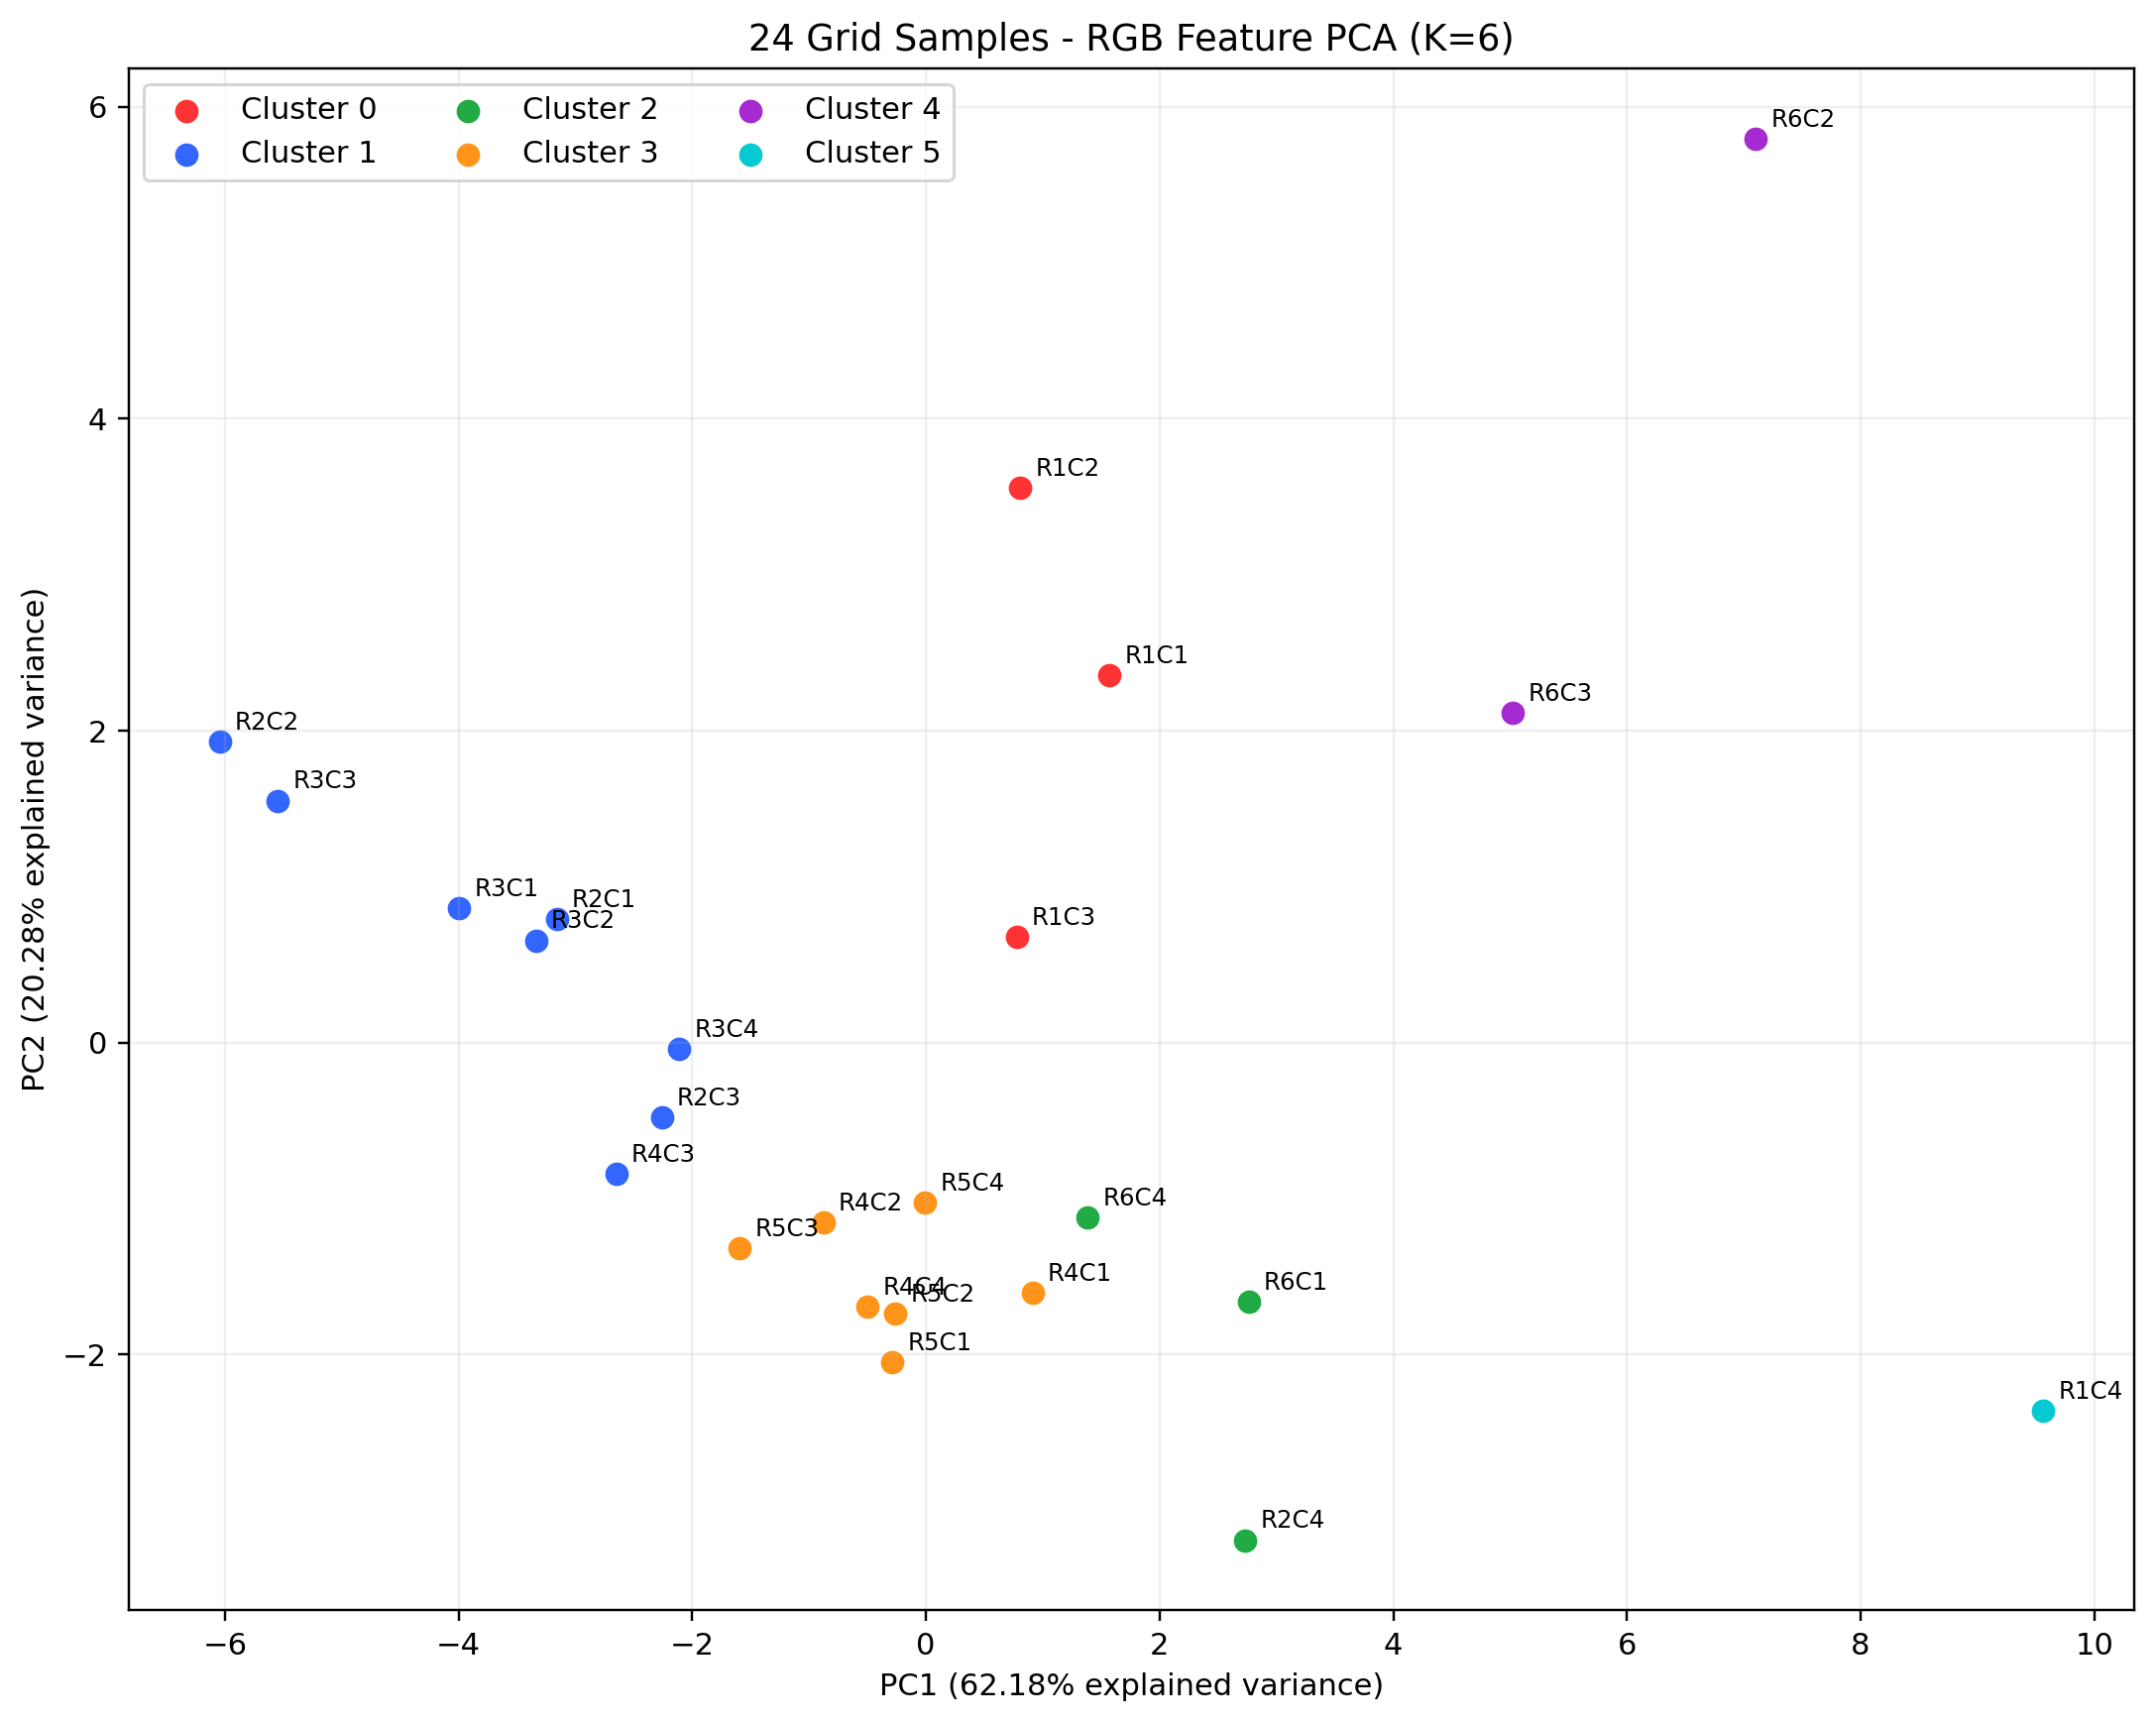 24 Grid Samples - RGB Feature PCA (K=6)
Cluster 0
Cluster 1
Cluster 2
Cluster 3
Cluster 4
Cluster 5
R6C2
R1C2
R1C1
R6C3
R2C2
R3C3
R3C1
R2C1
R3C2
R1C3
R3C4
R2C3
R4C3
R5C4
R4C2
R6C4
R5C3
R4C1
R6C1
R4C4
R5C2
R5C1
R1C4
R2C4
6
4
2
0
−2
PC2 (20.28% explained variance)
−6 −4 −2 0 2 4 6 8 10
PC1 (62.18% explained variance)